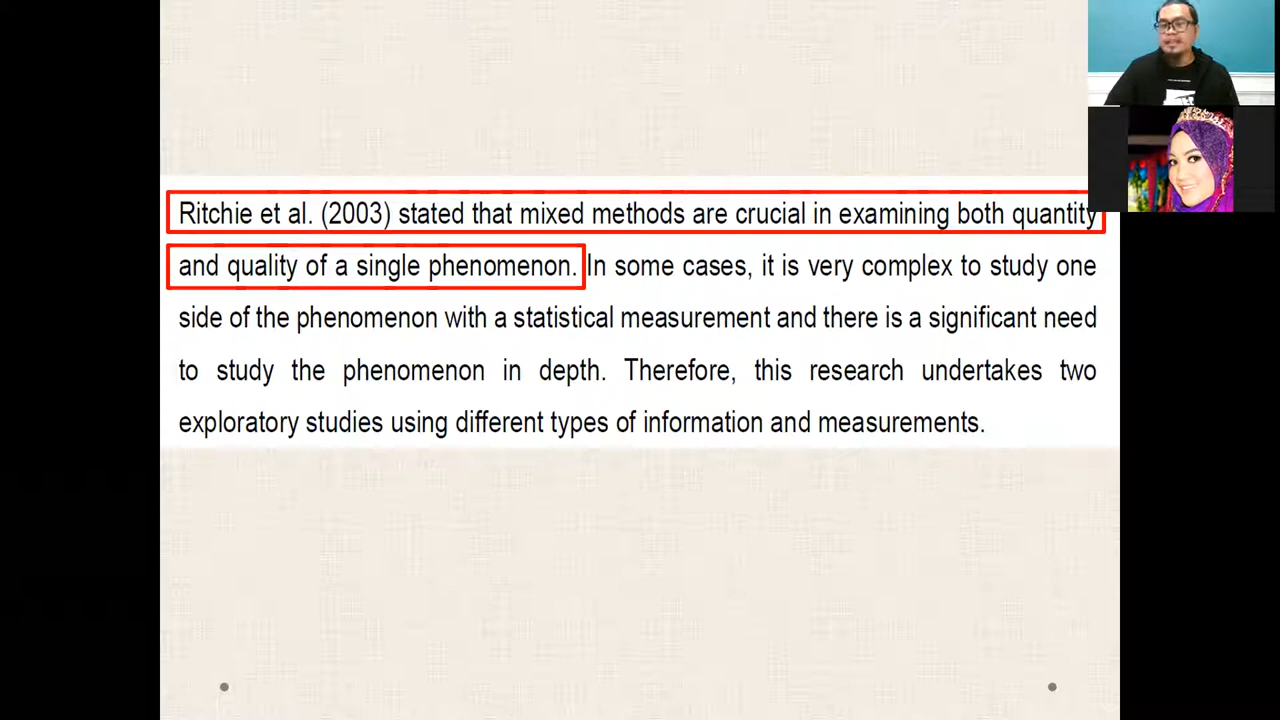 Ritchie et al. (2003) stated that mixed methods are crucial in examining both quantity
and quality of a single phenomenon. In some cases, it is very complex to study one
side of the phenomenon with a statistical measurement and there is a significant need
to study the phenomenon in depth. Therefore, this research undertakes two
exploratory studies using different types of information and measurements.